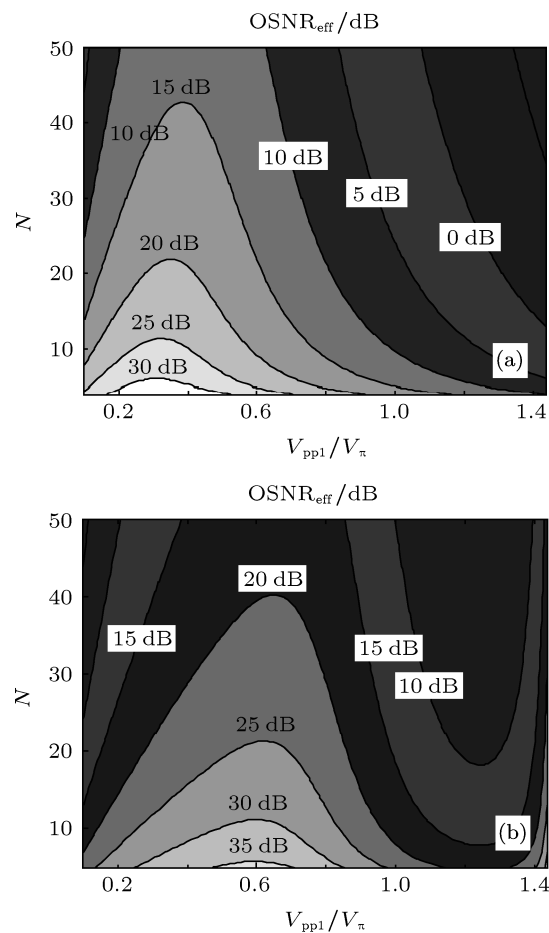 OSNR_eff/dB
50
40
30
20
10
N
15 dB
10 dB
10 dB
5 dB
0 dB
20 dB
25 dB
30 dB
(a)
0.2 0.6 1.0 1.4
V_pp1/V_π
OSNR_eff/dB
50
40
30
20
10
N
20 dB
15 dB
15 dB
10 dB
25 dB
30 dB
35 dB
(b)
0.2 0.6 1.0 1.4
V_pp1/V_π